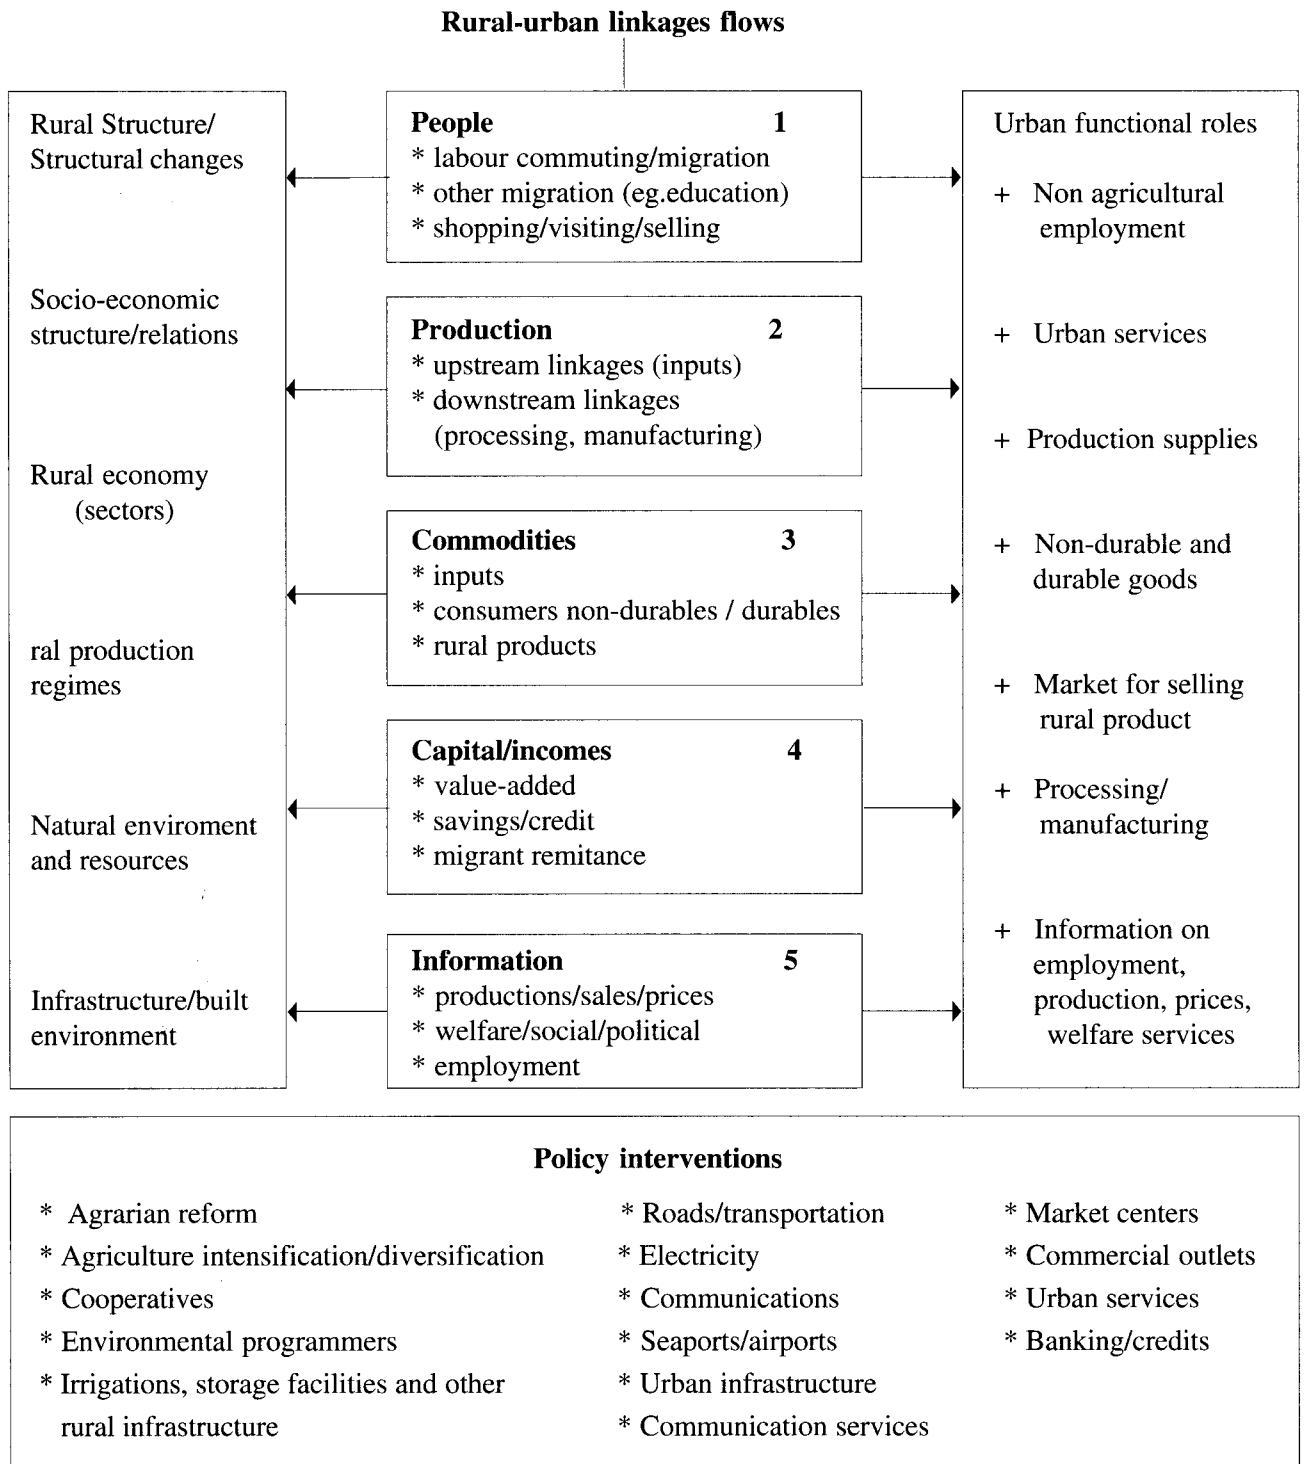 Rural-urban linkages flows
Rural Structure/
Structural changes
Socio-economic
structure/relations
Rural economy
(sectors)
ral production
regimes
Natural enviroment
and resources
Infrastructure/built
environment
People 1
* labour commuting/migration
* other migration (eg.education)
* shopping/visiting/selling
Production 2
* upstream linkages (inputs)
* downstream linkages
(processing, manufacturing)
Commodities 3
* inputs
* consumers non-durables / durables
* rural products
Capital/incomes 4
* value-added
* savings/credit
* migrant remitance
Information 5
* productions/sales/prices
* welfare/social/political
* employment
Urban functional roles
+ Non agricultural
employment
+ Urban services
+ Production supplies
+ Non-durable and
durable goods
+ Market for selling
rural product
+ Processing/
manufacturing
+ Information on
employment,
production, prices,
welfare services
Policy interventions
* Agrarian reform
* Agriculture intensification/diversification
* Cooperatives
* Environmental programmers
* Irrigations, storage facilities and other
rural infrastructure
* Roads/transportation
* Electricity
* Communications
* Seaports/airports
* Urban infrastructure
* Communication services
* Market centers
* Commercial outlets
* Urban services
* Banking/credits